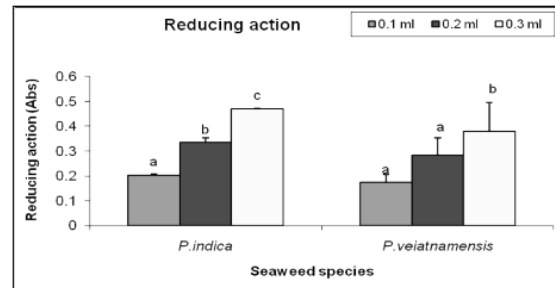 Reducing action
0.1 ml 0.2 ml 0.3 ml
Reducing action (Abs)
0.6
0.5
0.4
0.3
0.2
0.1
0
a b c
a a b
P.indica P.veiatnamensis
Seaweed species